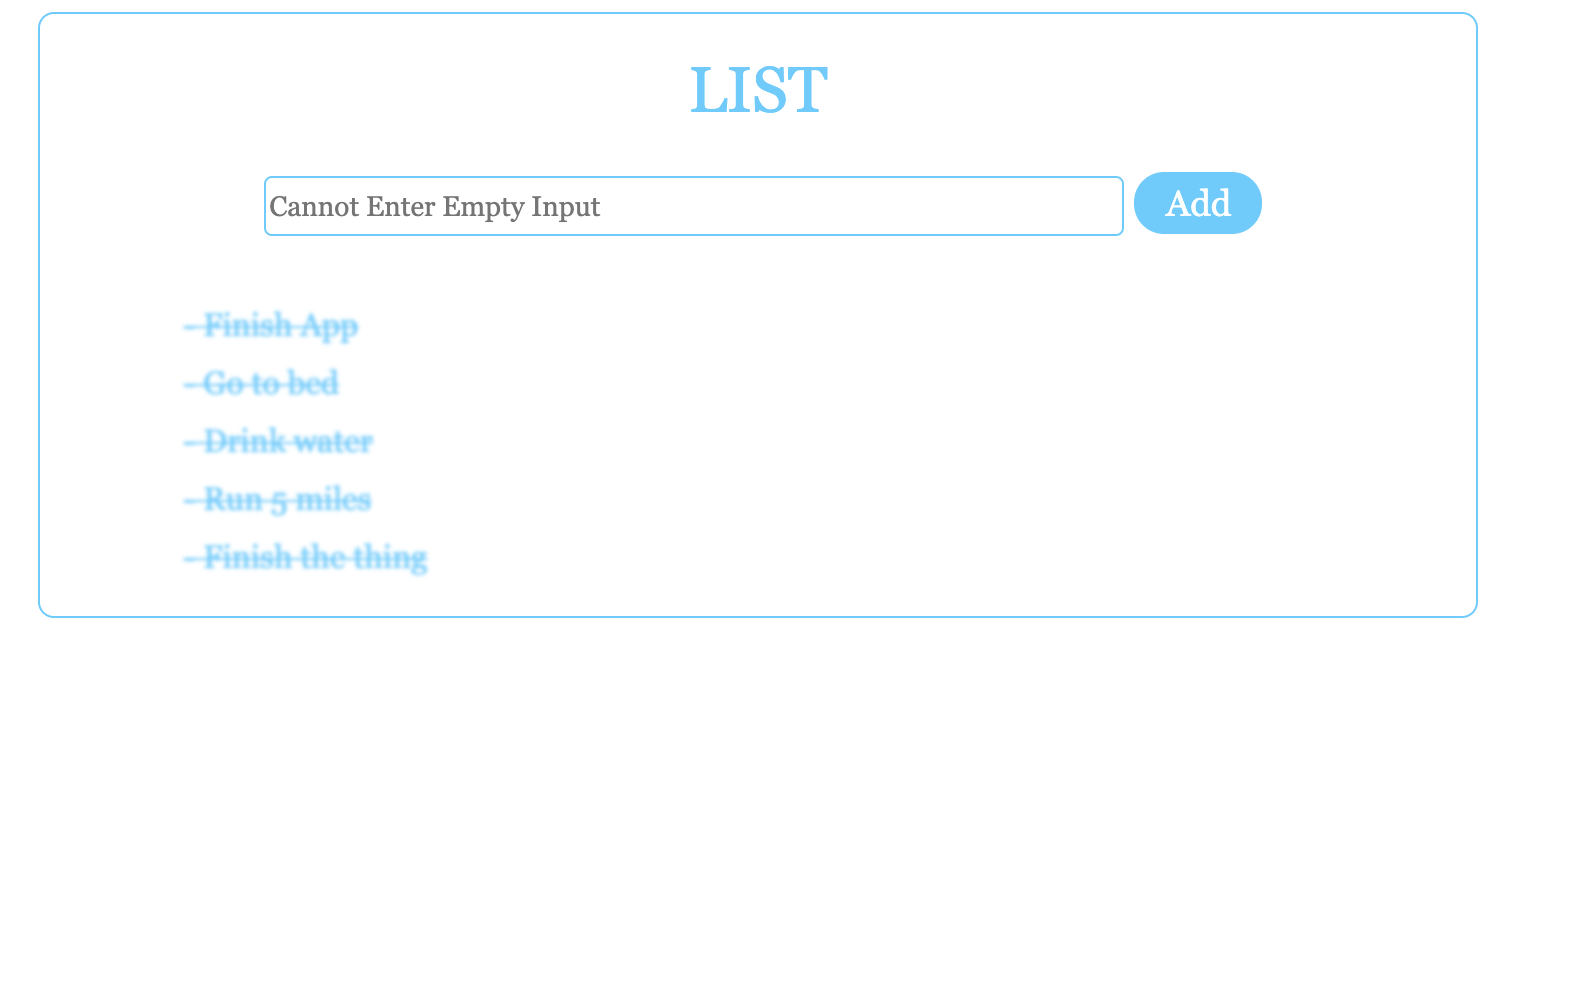 LIST
Cannot Enter Empty Input
Add
- Finish App
- Go to bed
- Drink water
- Run 5 miles
- Finish the thing